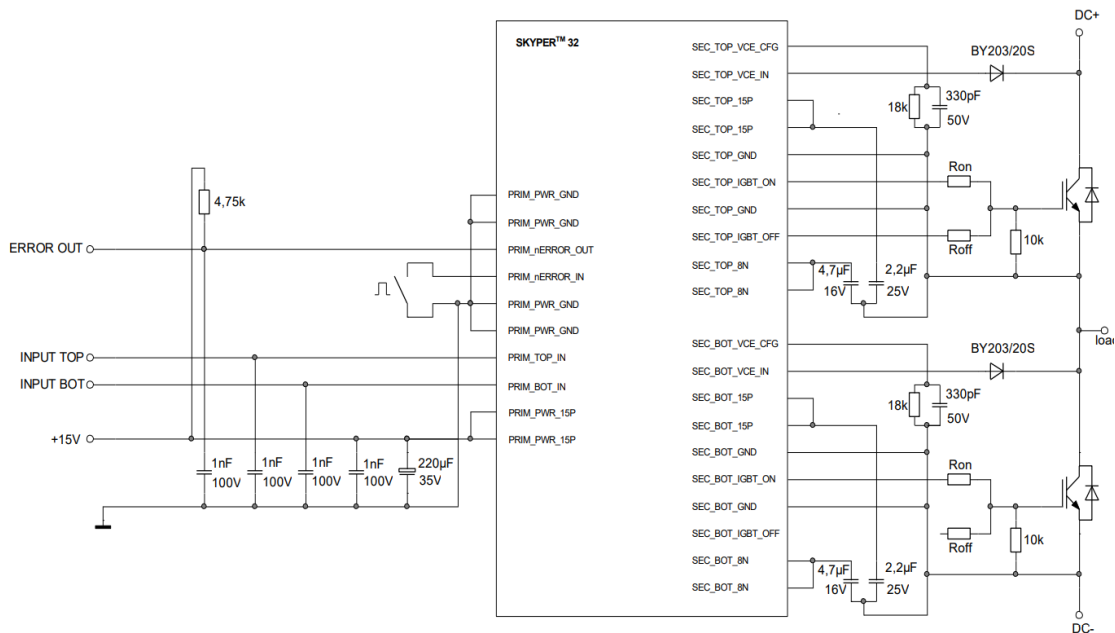 SKYPER™ 32
DC+
SEC_TOP_VCE_CFG
BY203/20S
SEC_TOP_VCE_IN
330pF
18k
50V
SEC_TOP_15P
SEC_TOP_15P
SEC_TOP_GND
SEC_TOP_IGBT_ON
Ron
4,75k
PRIM_PWR_GND
SEC_TOP_GND
PRIM_PWR_GND
SEC_TOP_IGBT_OFF
10k
ERROR OUT
PRIM_nERROR_OUT
Roff
SEC_TOP_8N
4,7µF
2,2µF
PRIM_nERROR_IN
16V
25V
SEC_TOP_8N
PRIM_PWR_GND
PRIM_PWR_GND
load
SEC_BOT_VCE_CFG
BY203/20S
INPUT TOP
PRIM_TOP_IN
SEC_BOT_VCE_IN
INPUT BOT
PRIM_BOT_IN
330pF
18k
50V
SEC_BOT_15P
PRIM_PWR_15P
SEC_BOT_15P
+15V
PRIM_PWR_15P
SEC_BOT_GND
1nF
100V
1nF
100V
1nF
100V
1nF
100V
220µF
35V
Ron
SEC_BOT_IGBT_ON
SEC_BOT_GND
SEC_BOT_IGBT_OFF
Roff
10k
SEC_BOT_8N
4,7µF
16V
2,2µF
25V
SEC_BOT_8N
DC-